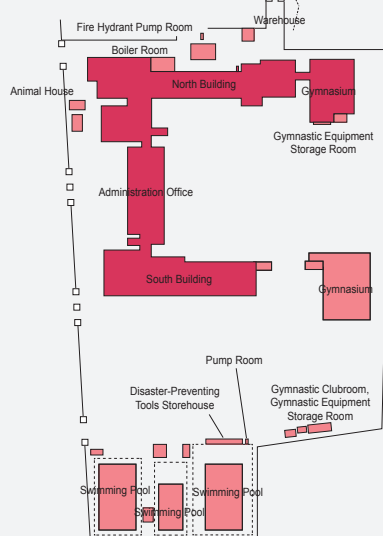 Warehouse
Fire Hydrant Pump Room
Boiler Room
North Building
Animal House
Gymnasium
Gymnastic Equipment
Storage Room
Administration Office
South Building
Gymnasium
Pump Room
Disaster-Preventing
Tools Storehouse
Gymnastic Clubroom,
Gymnastic Equipment
Storage Room
Swimming Pool
Swimming Pool
Swimming Pool